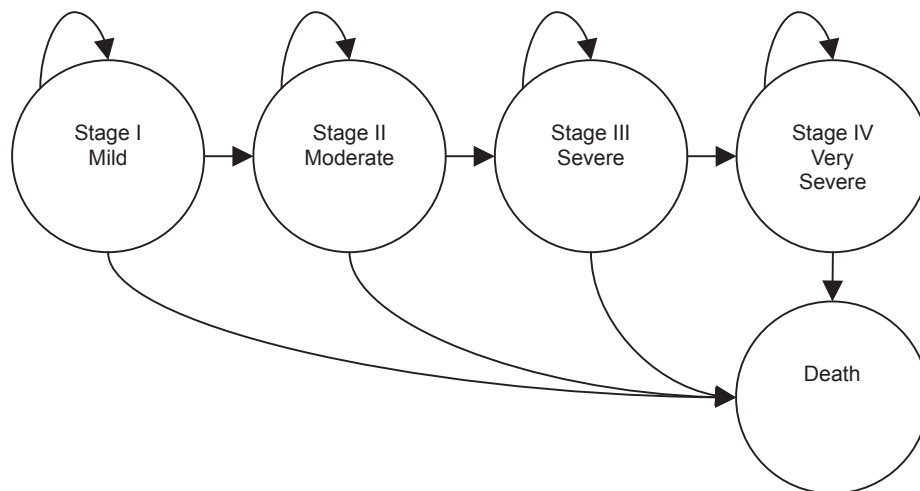 Stage I
Mild
Stage II
Moderate
Stage III
Severe
Stage IV
Very
Severe
Death